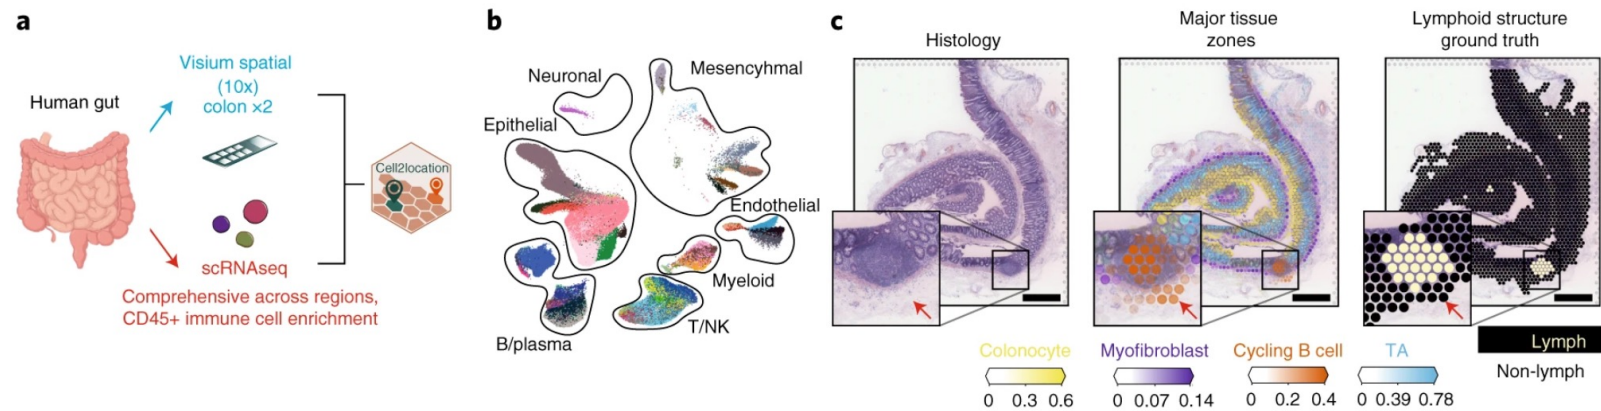 a
Human gut
Visium spatial
(10x)
colon ×2
scRNAseq
Comprehensive across regions,
CD45+ immune cell enrichment
Cell2location
b
Neuronal
Mesencyhmal
Epithelial
Endothelial
Myeloid
T/NK
B/plasma
c
Histology
Major tissue
zones
Lymphoid structure
ground truth
Colonocyte
0 0.3 0.6
Myofibroblast
0 0.07 0.14
Cycling B cell
0 0.2 0.4
TA
0 0.39 0.78
Lymph
Non-lymph